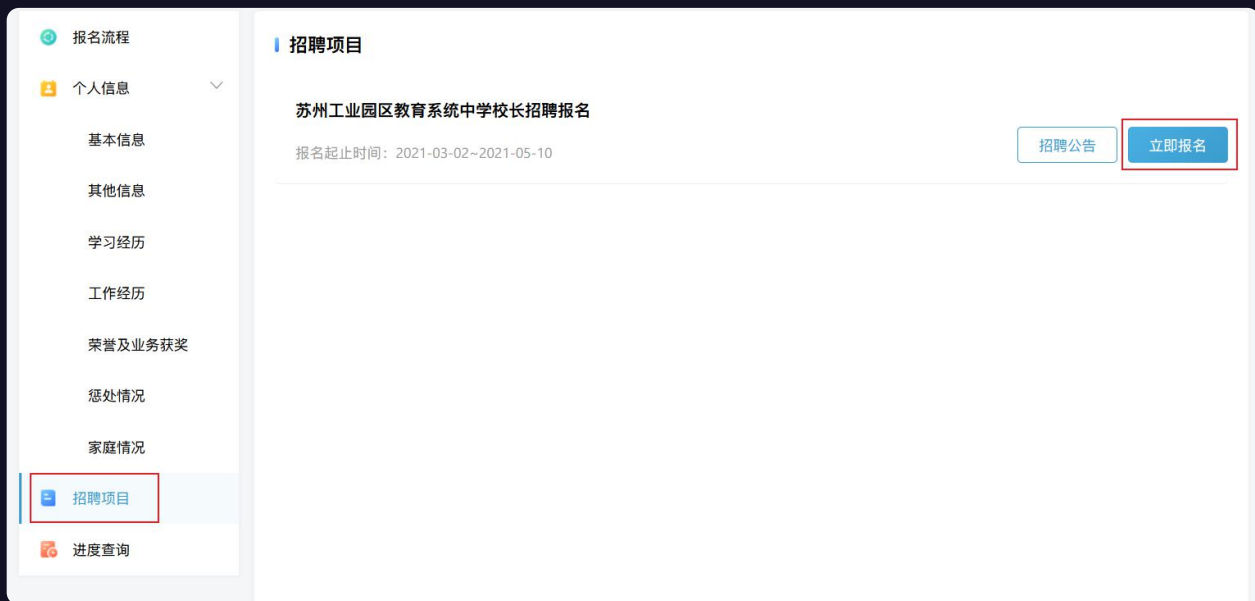 报名流程
个人信息
基本信息
其他信息
学习经历
工作经历
荣誉及业务获奖
惩处情况
家庭情况
招聘项目
进度查询
招聘项目
苏州工业园区教育系统中学校长招聘报名
报名起止时间：2021-03-02~2021-05-10
招聘公告
立即报名